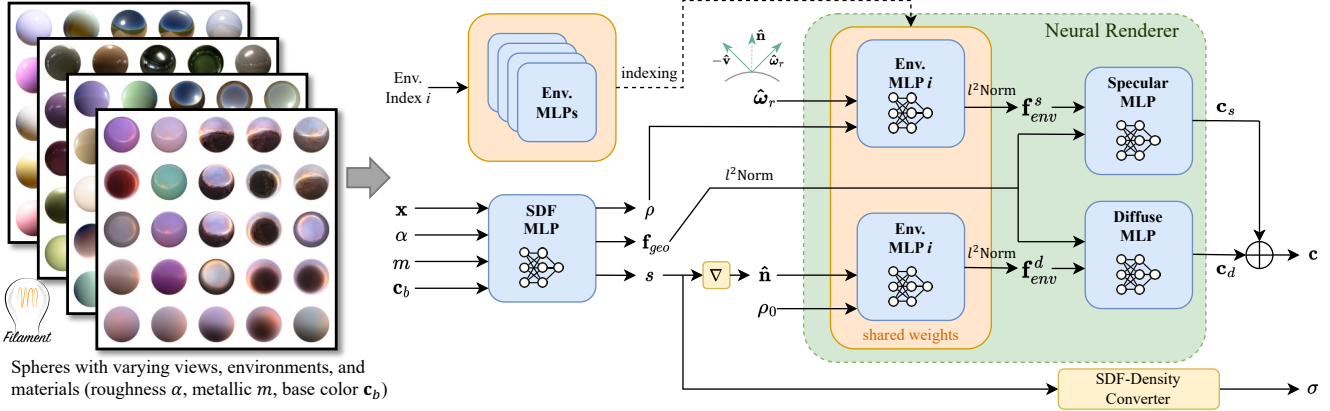 Filament
Spheres with varying views, environments, and
materials (roughness α, metallic m, base color c_b)
Env.
Index i
Env.
MLPs
indexing
x
α
m
c_b
SDF
MLP
ρ
f_geo
s
∇
n̂
ρ₀
l²Norm
−v̂
n̂
ω̂_r
ω̂_r
Neural Renderer
Env.
MLP i
l²Norm
f^s_env
Specular
MLP
c_s
Env.
MLP i
l²Norm
f^d_env
Diffuse
MLP
c_d
c
shared weights
SDF-Density
Converter
σ